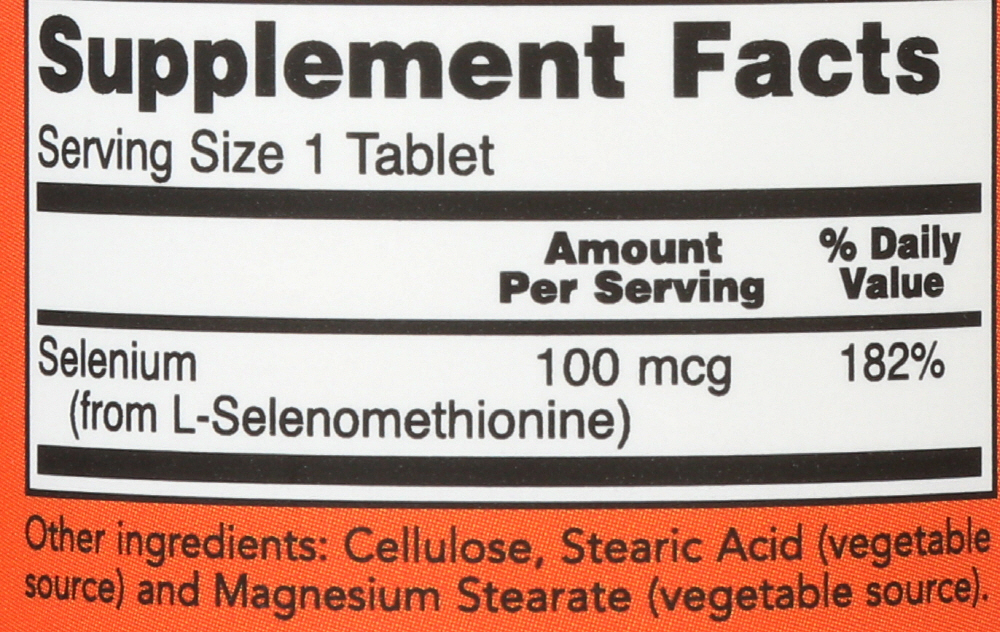 Supplement Facts
Serving Size 1 Tablet
Amount Per Serving
% Daily Value
Selenium 100 mcg 182%
(from L-Selenomethionine)
Other ingredients: Cellulose, Stearic Acid (vegetable
source) and Magnesium Stearate (vegetable source).